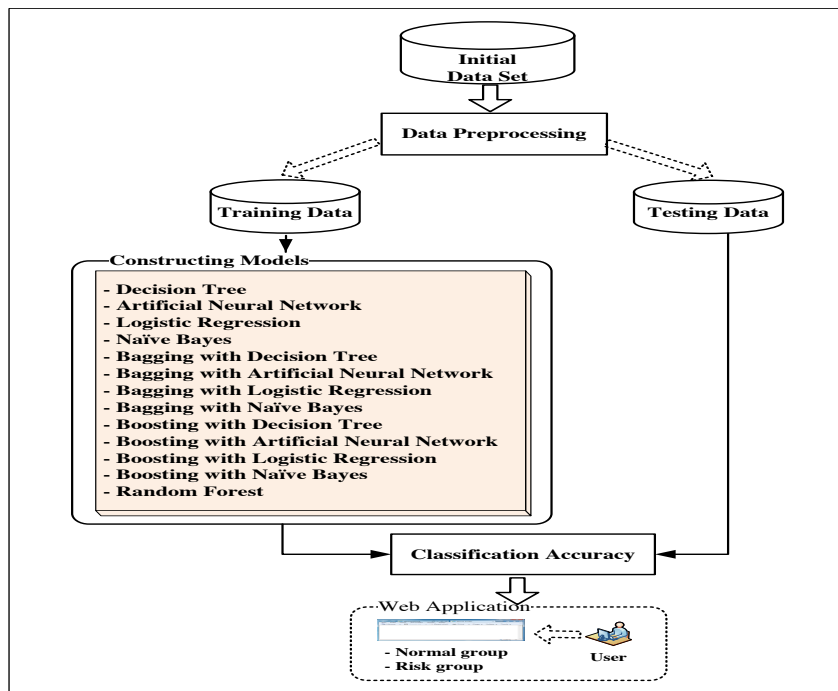 Initial
Data Set
Data Preprocessing
Training Data
Testing Data
Constructing Models
- Decision Tree
- Artificial Neural Network
- Logistic Regression
- Naïve Bayes
- Bagging with Decision Tree
- Bagging with Artificial Neural Network
- Bagging with Logistic Regression
- Bagging with Naïve Bayes
- Boosting with Decision Tree
- Boosting with Artificial Neural Network
- Boosting with Logistic Regression
- Boosting with Naïve Bayes
- Random Forest
Classification Accuracy
Web Application
- Normal group
- Risk group
User